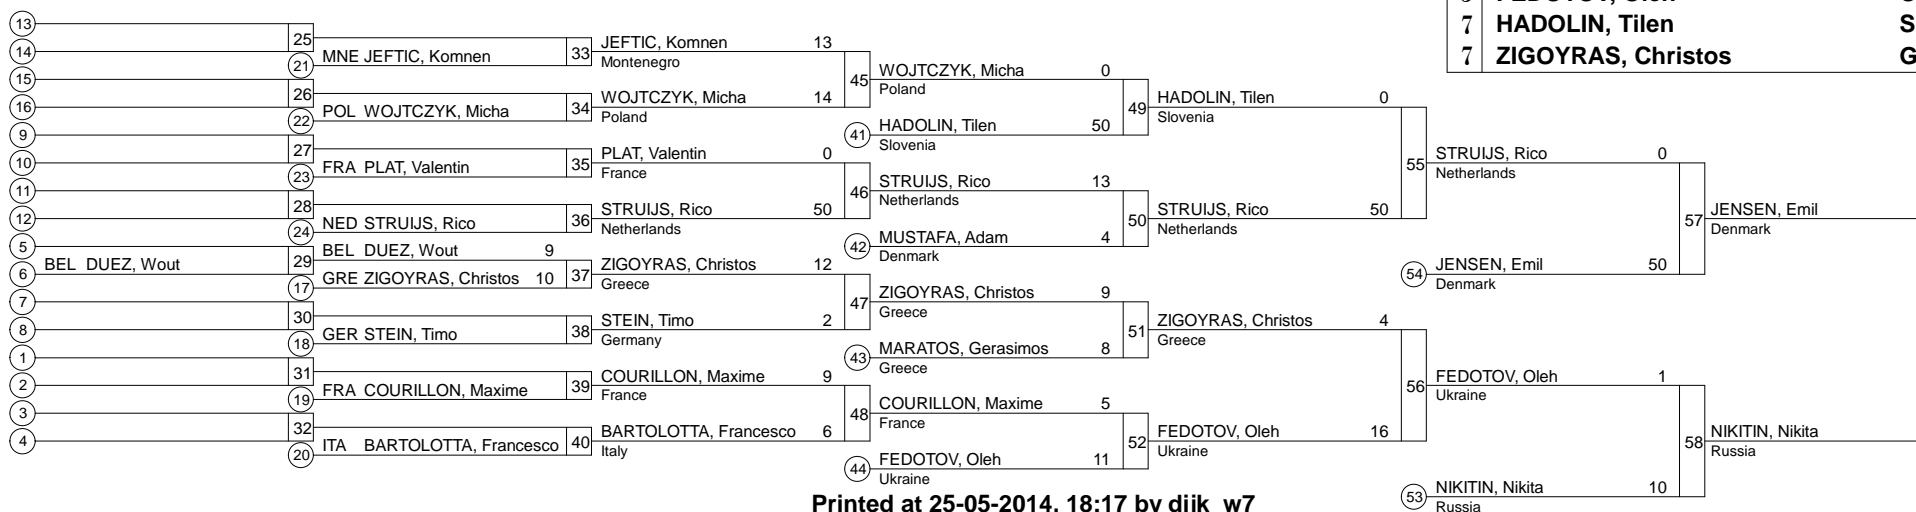 5 FEDOTOV, Oleh
7 HADOLIN, Tilen S
7 ZIGOYRAS, Christos G
13
25
14
MNE JEFTIC, Komnen
21
33
JEFTIC, Komnen 13
Montenegro
15
26
16
POL WOJTCZYK, Micha
22
34
WOJTCZYK, Micha 14
Poland
45
WOJTCZYK, Micha 0
Poland
9
27
10
FRA PLAT, Valentin
23
35
PLAT, Valentin 0
France
41
HADOLIN, Tilen 50
Slovenia
49
HADOLIN, Tilen 0
Slovenia
11
28
12
NED STRUIJS, Rico
24
36
STRUIJS, Rico 50
Netherlands
46
STRUIJS, Rico 13
Netherlands
42
MUSTAFA, Adam 4
Denmark
50
STRUIJS, Rico 50
Netherlands
55
STRUIJS, Rico 0
Netherlands
5
6
BEL DUEZ, Wout
29
BEL DUEZ, Wout 9
17
GRE ZIGOYRAS, Christos 10
37
ZIGOYRAS, Christos 12
Greece
54
JENSEN, Emil 50
Denmark
57
JENSEN, Emil
Denmark
7
30
8
GER STEIN, Timo
18
38
STEIN, Timo 2
Germany
47
ZIGOYRAS, Christos 9
Greece
43
MARATOS, Gerasimos 8
Greece
51
ZIGOYRAS, Christos 4
Greece
1
31
2
FRA COURILLON, Maxime
19
39
COURILLON, Maxime 9
France
3
32
4
ITA BARTOLOTTA, Francesco
20
40
BARTOLOTTA, Francesco 6
Italy
48
COURILLON, Maxime 5
France
44
FEDOTOV, Oleh 11
Ukraine
52
FEDOTOV, Oleh 16
Ukraine
56
FEDOTOV, Oleh 1
Ukraine
53
NIKITIN, Nikita 10
Russia
58
NIKITIN, Nikita
Russia
Printed at 25-05-2014, 18:17 by djjk_w7